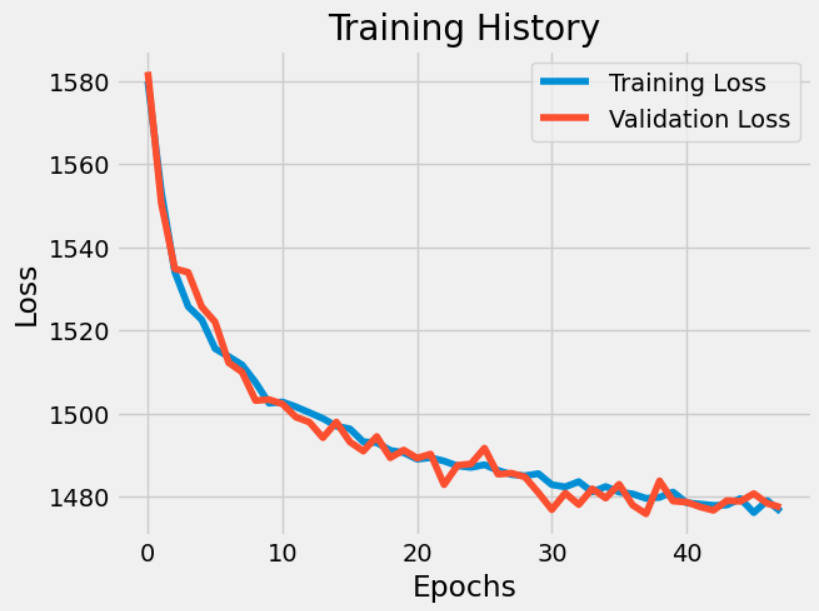 Training History
Training Loss
Validation Loss
Loss
1580
1560
1540
1520
1500
1480
0 10 20 30 40
Epochs